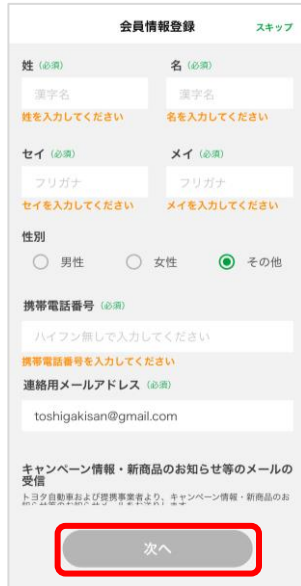 会員情報登録 スキップ
姓 (必須) 名 (必須)
漢字名 漢字名
姓を入力してください 名を入力してください
セイ (必須) メイ (必須)
フリガナ フリガナ
セイを入力してください メイを入力してください
性別
男性 女性 その他
携帯電話番号 (必須)
ハイフン無しで入力してください
携帯電話番号を入力してください
連絡用メールアドレス (必須)
toshigakisan@gmail.com
キャンペーン情報・新商品のお知らせ等のメールの
受信
トヨタ自動車および提携事業者より、キャンペーン情報・新商品のお
次へ